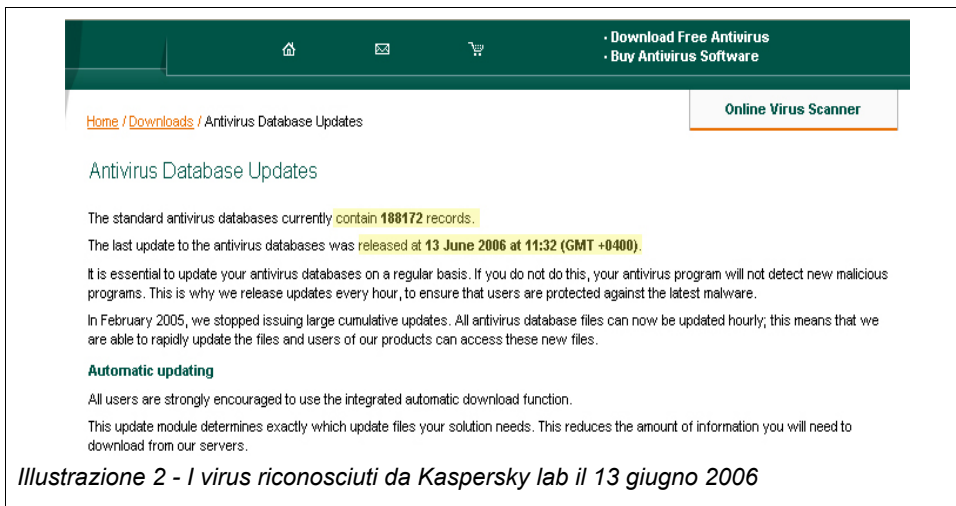 · Download Free Antivirus
· Buy Antivirus Software
Online Virus Scanner
Home / Downloads / Antivirus Database Updates
Antivirus Database Updates
The standard antivirus databases currently contain 188172 records.
The last update to the antivirus databases was released at 13 June 2006 at 11:32 (GMT +0400).
It is essential to update your antivirus databases on a regular basis. If you do not do this, your antivirus program will not detect new malicious
programs. This is why we release updates every hour, to ensure that users are protected against the latest malware.
In February 2005, we stopped issuing large cumulative updates. All antivirus database files can now be updated hourly; this means that we
are able to rapidly update the files and users of our products can access these new files.
Automatic updating
All users are strongly encouraged to use the integrated automatic download function.
This update module determines exactly which update files your solution needs. This reduces the amount of information you will need to
download from our servers.
Illustrazione 2 - I virus riconosciuti da Kaspersky lab il 13 giugno 2006